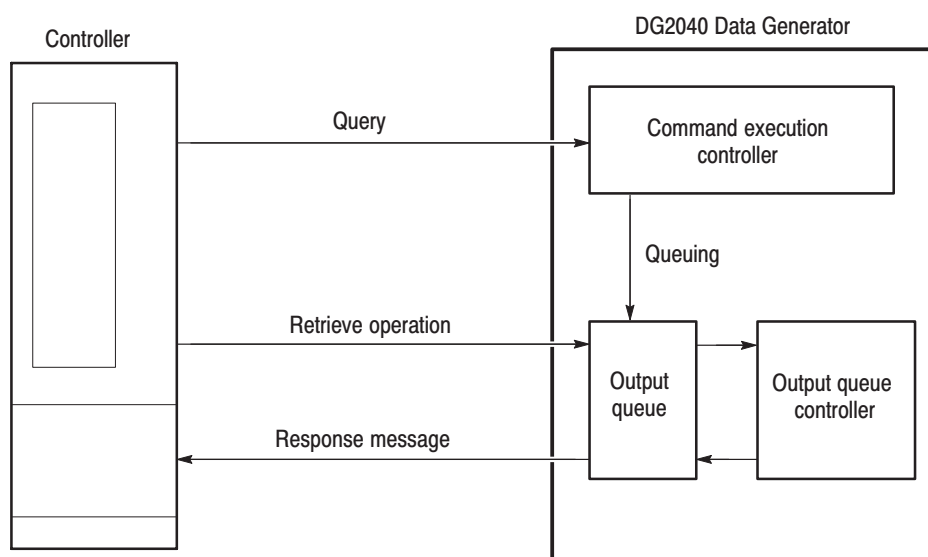 DG2040 Data Generator
Controller
Query
Command execution
controller
Queuing
Retrieve operation
Output
queue
Output queue
controller
Response message